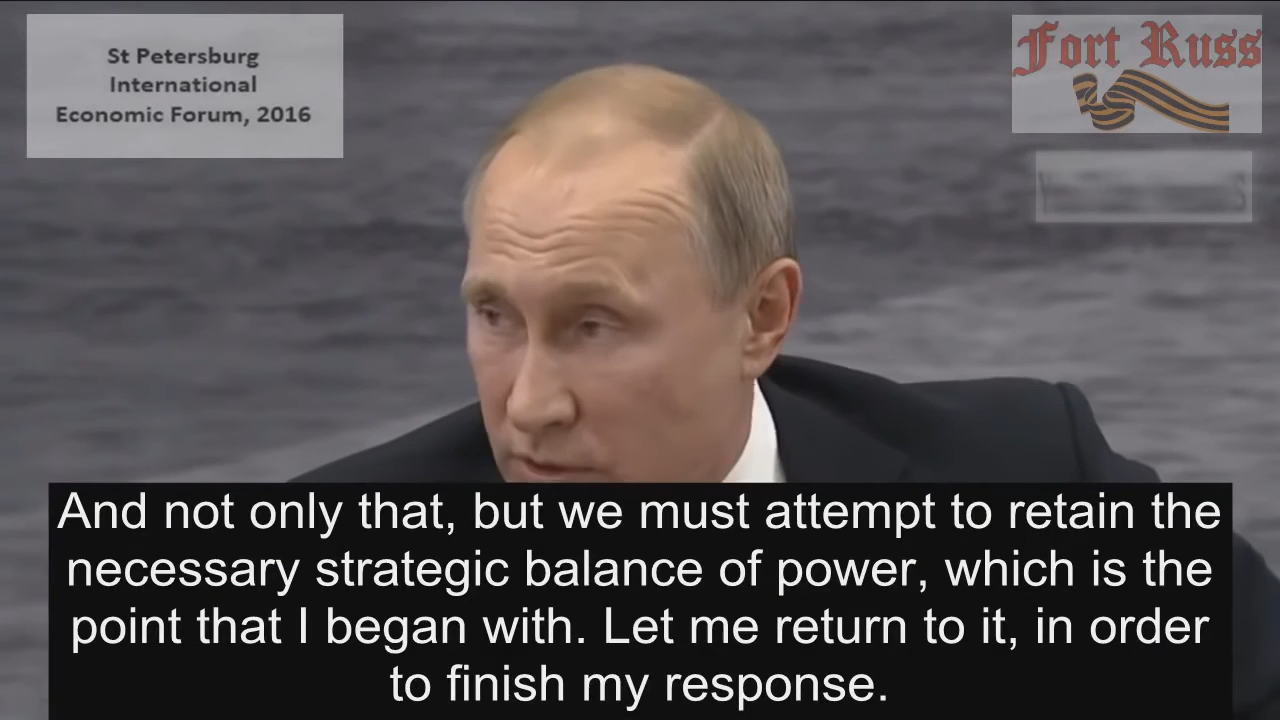 St Petersburg
International
Economic Forum, 2016
Fort Russ
And not only that, but we must attempt to retain the
necessary strategic balance of power, which is the
point that I began with. Let me return to it, in order
to finish my response.